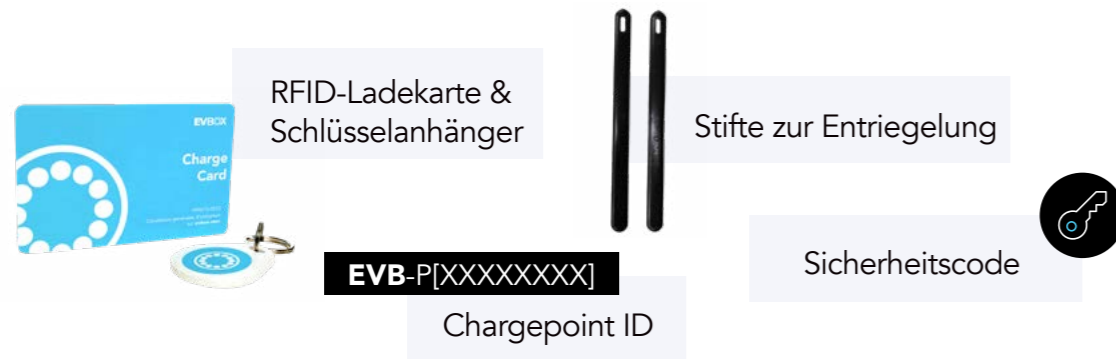 RFID-Ladekarte &
Schlüsselanhänger
Stifte zur Entriegelung
EVBOX
Charge
Card
Sicherheitscode
EVB-P[XXXXXXXX]
Chargepoint ID